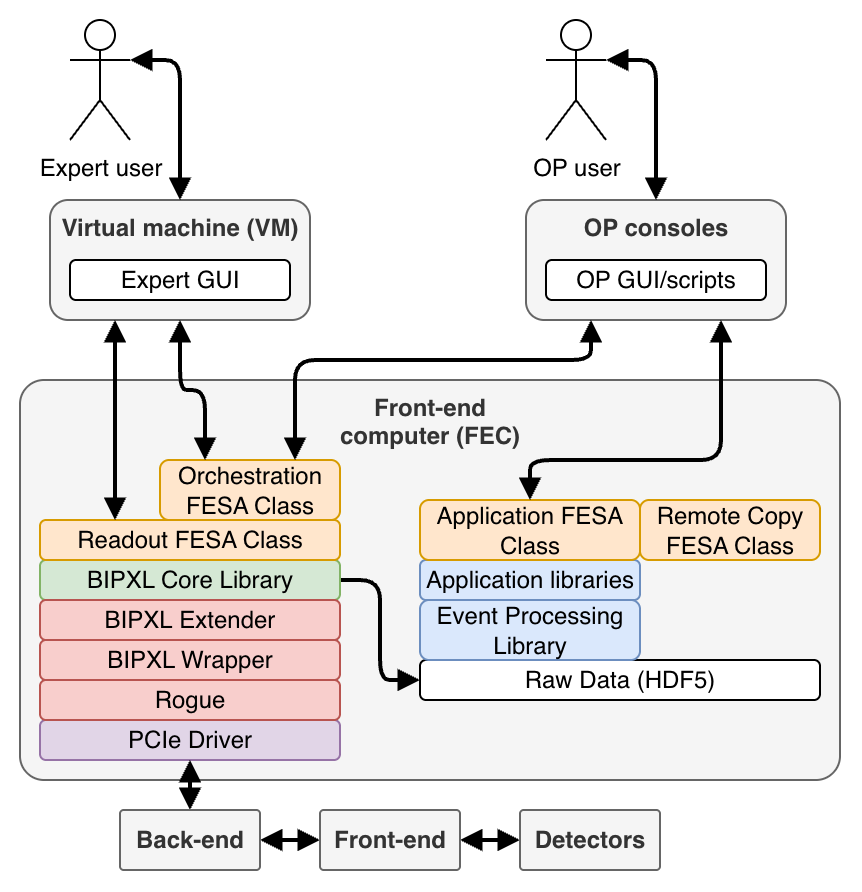 Expert user
OP user
Virtual machine (VM)
Expert GUI
OP consoles
OP GUI/scripts
Front-end
computer (FEC)
Orchestration
FESA Class
Readout FESA Class
BIPXL Core Library
BIPXL Extender
BIPXL Wrapper
Rogue
PCIe Driver
Application FESA
Class
Remote Copy
FESA Class
Application libraries
Event Processing
Library
Raw Data (HDF5)
Back-end
Front-end
Detectors